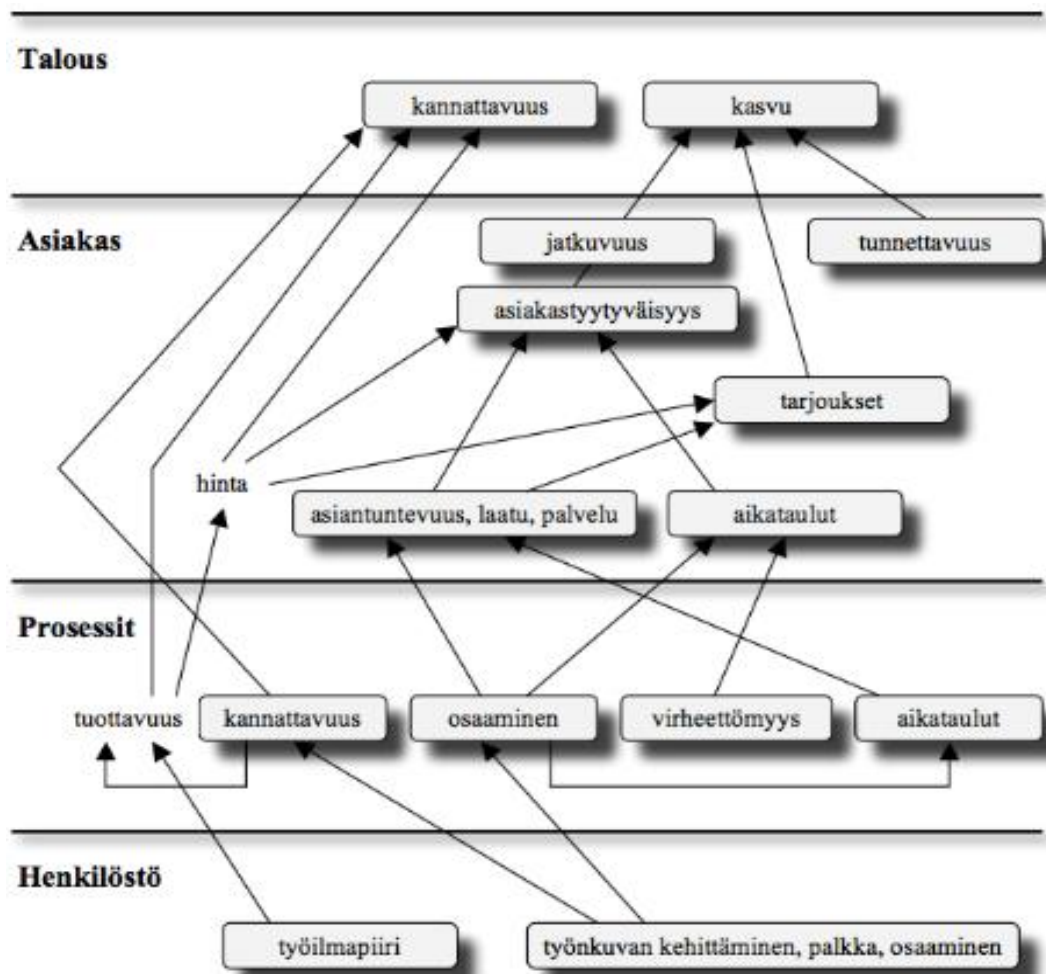 Talous
kannattavuus
kasvu
Asiakas
jatkuvuus
tunnettavuus
asiakastyytyväisyys
tarjoukset
hinta
asiantuntevuus, laatu, palvelu
aikataulut
Prosessit
tuottavuus
kannattavuus
osaaminen
virheettömyys
aikataulut
Henkilöstö
työilmapiiri
työnkuvan kehittäminen, palkka, osaaminen